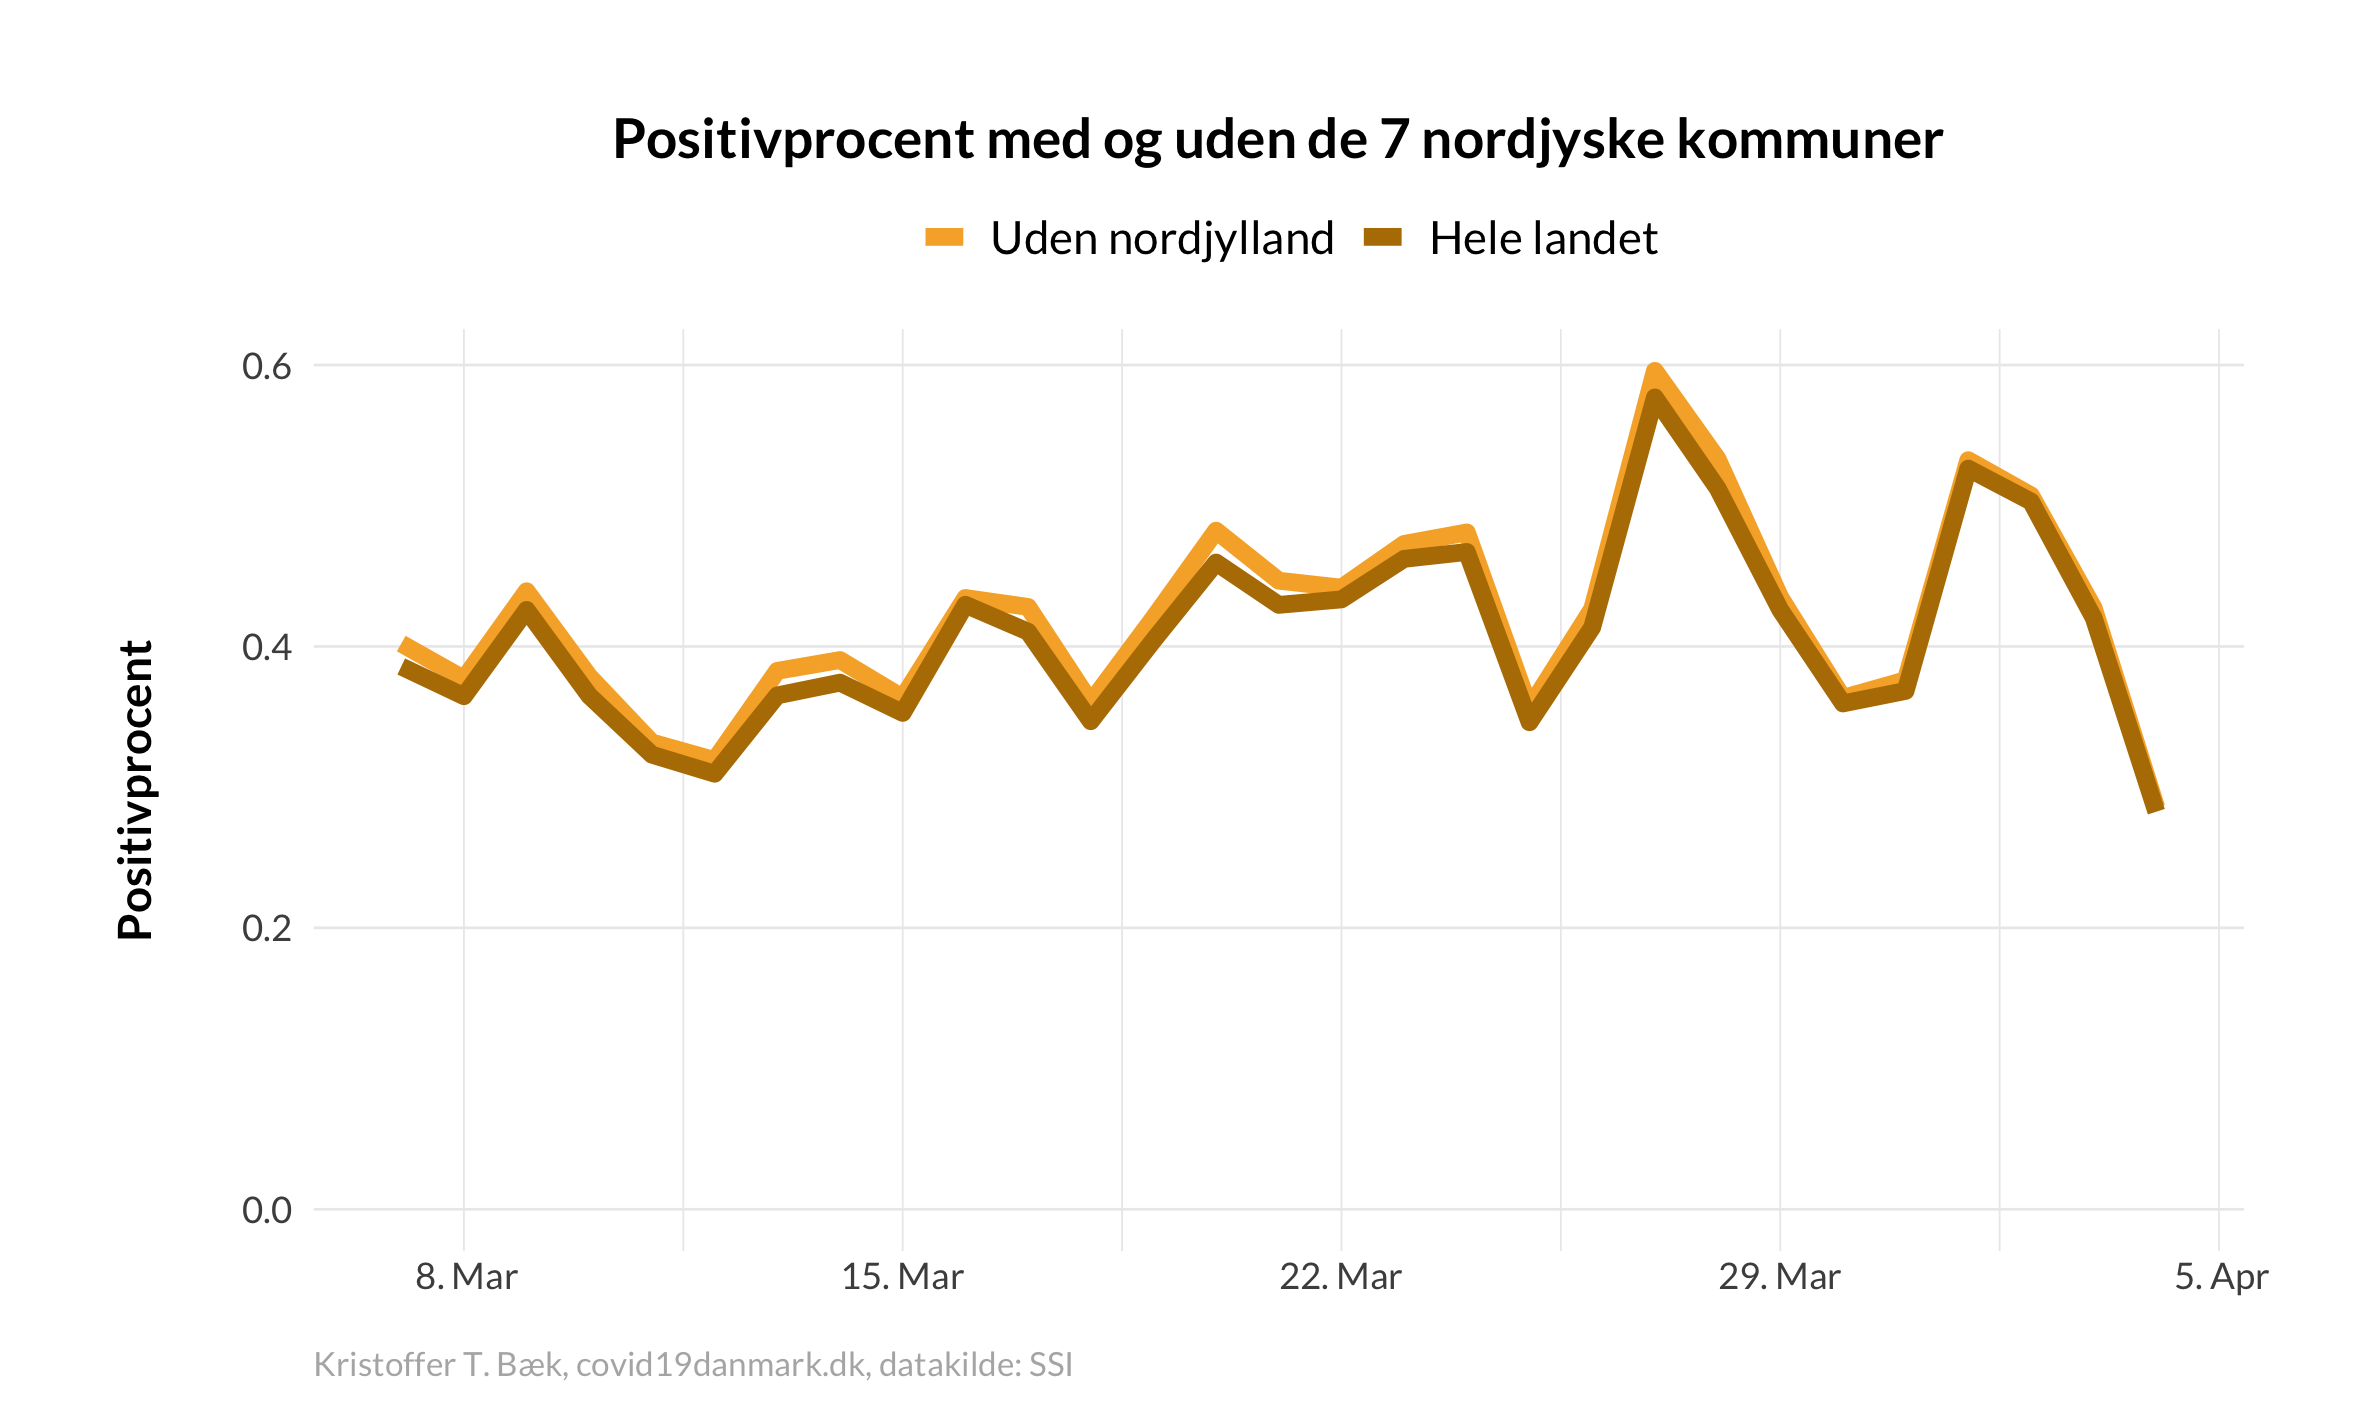 Positivprocent med og uden de 7 nordjyske kommuner
Uden nordjylland Hele landet
Positivprocent
0.6
0.4
0.2
0.0
8. Mar 15. Mar 22. Mar 29. Mar 5. Apr
Kristoffer T. Bæk, covid19danmark.dk, datakilde: SSI